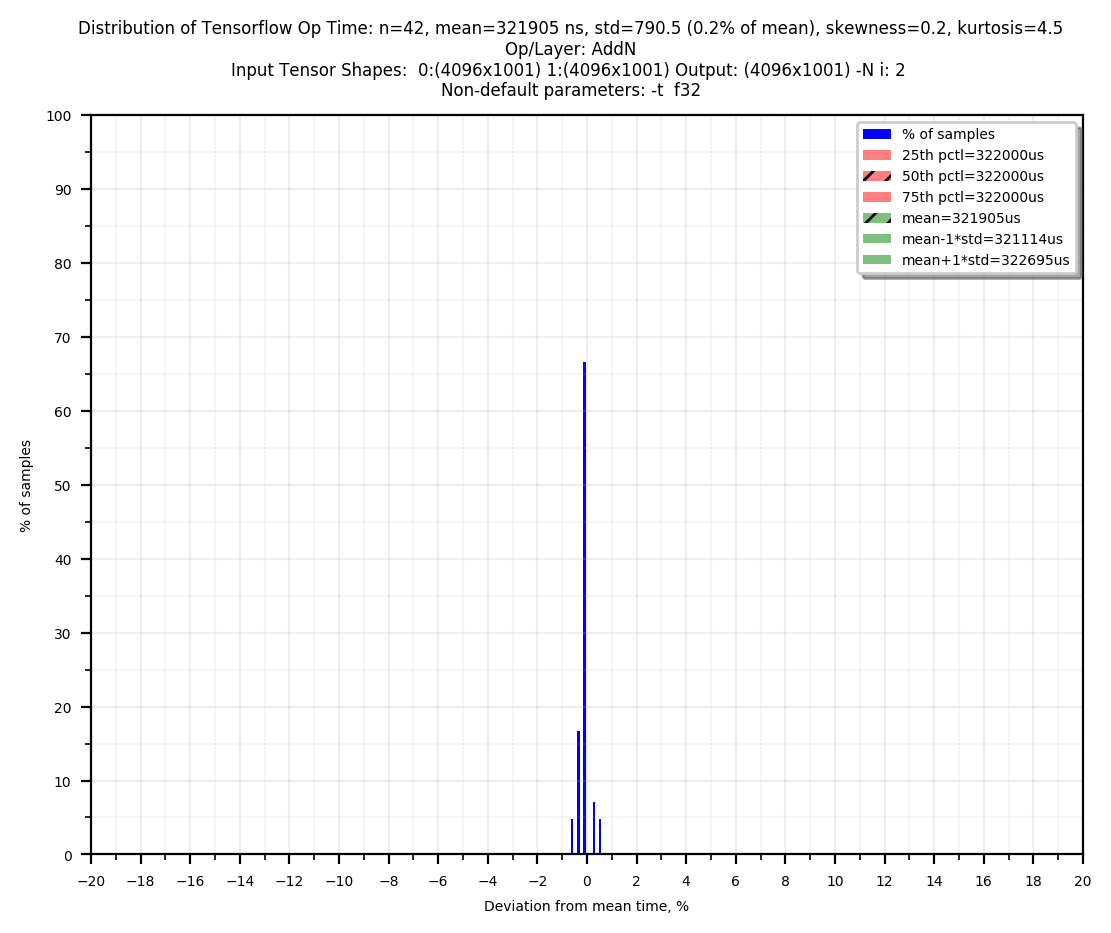 Distribution of Tensorflow Op Time: n=42, mean=321905 ns, std=790.5 (0.2% of mean), skewness=0.2, kurtosis=4.5
Op/Layer: AddN
Input Tensor Shapes:  0:(4096x1001) 1:(4096x1001) Output: (4096x1001) -N i: 2
Non-default parameters: -t  f32
% of samples
25th pctl=322000us
50th pctl=322000us
75th pctl=322000us
mean=321905us
mean-1*std=321114us
mean+1*std=322695us
100
90
80
70
60
50
40
30
20
10
0
% of samples
−20 −18 −16 −14 −12 −10 −8 −6 −4 −2 0 2 4 6 8 10 12 14 16 18 20
Deviation from mean time, %